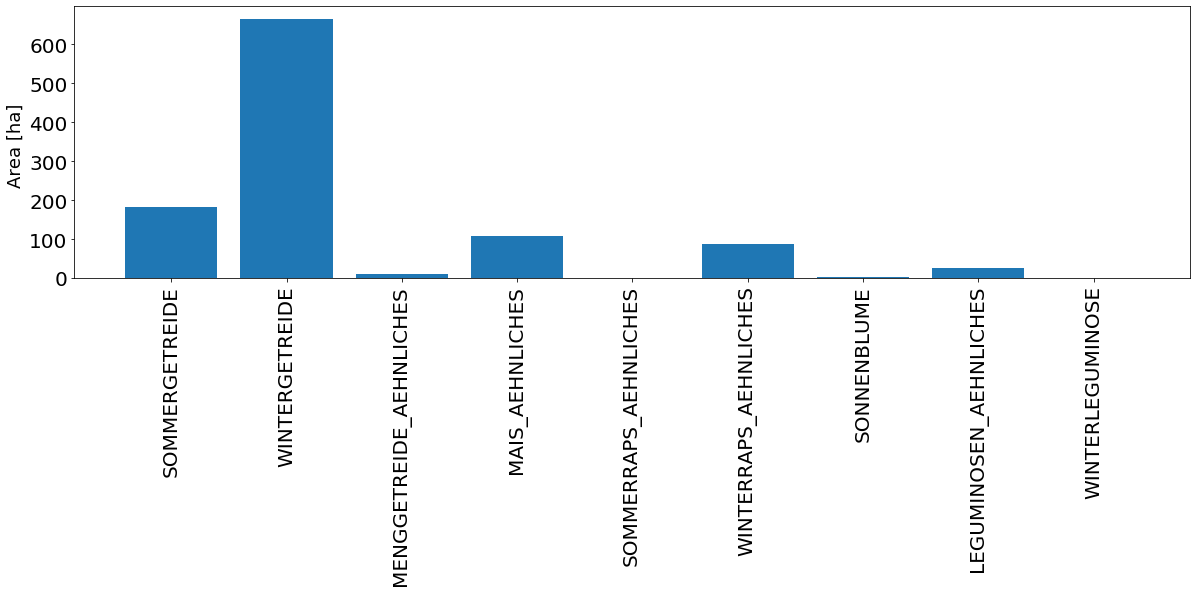 Area [ha]
600
500
400
300
200
100
0
SOMMERGETREIDE
WINTERGETREIDE
MENGGETREIDE_AEHNLICHES
MAIS_AEHNLICHES
SOMMERRAPS_AEHNLICHES
WINTERRAPS_AEHNLICHES
SONNENBLUME
LEGUMINOSEN_AEHNLICHES
WINTERLEGUMINOSE